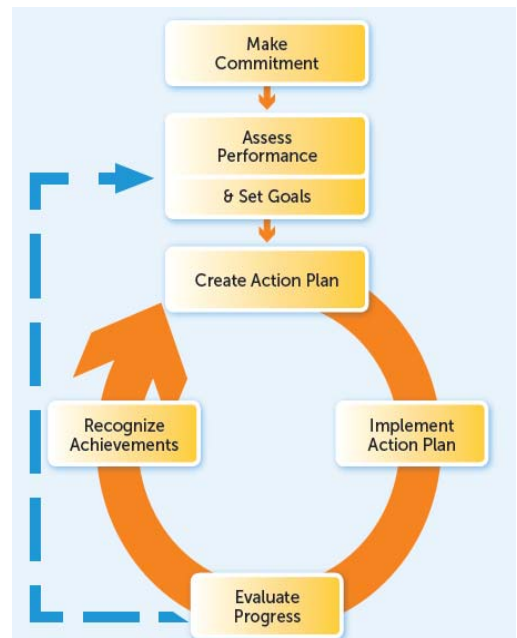 Make
Commitment
Assess
Performance
& Set Goals
Create Action Plan
Recognize
Achievements
Implement
Action Plan
Evaluate
Progress